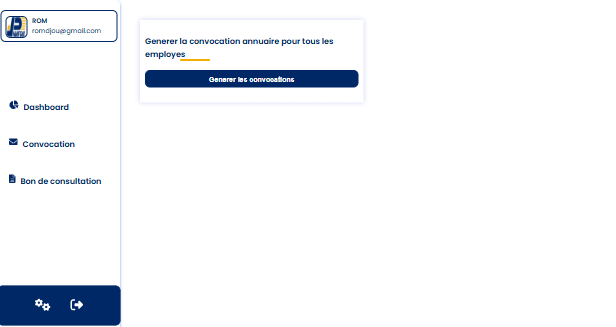 ROM
romdjou@gmail.com
Generer la convocation annuaire pour tous les
employes
Generer les convocations
Dashboard
Convocation
Bon de consultation